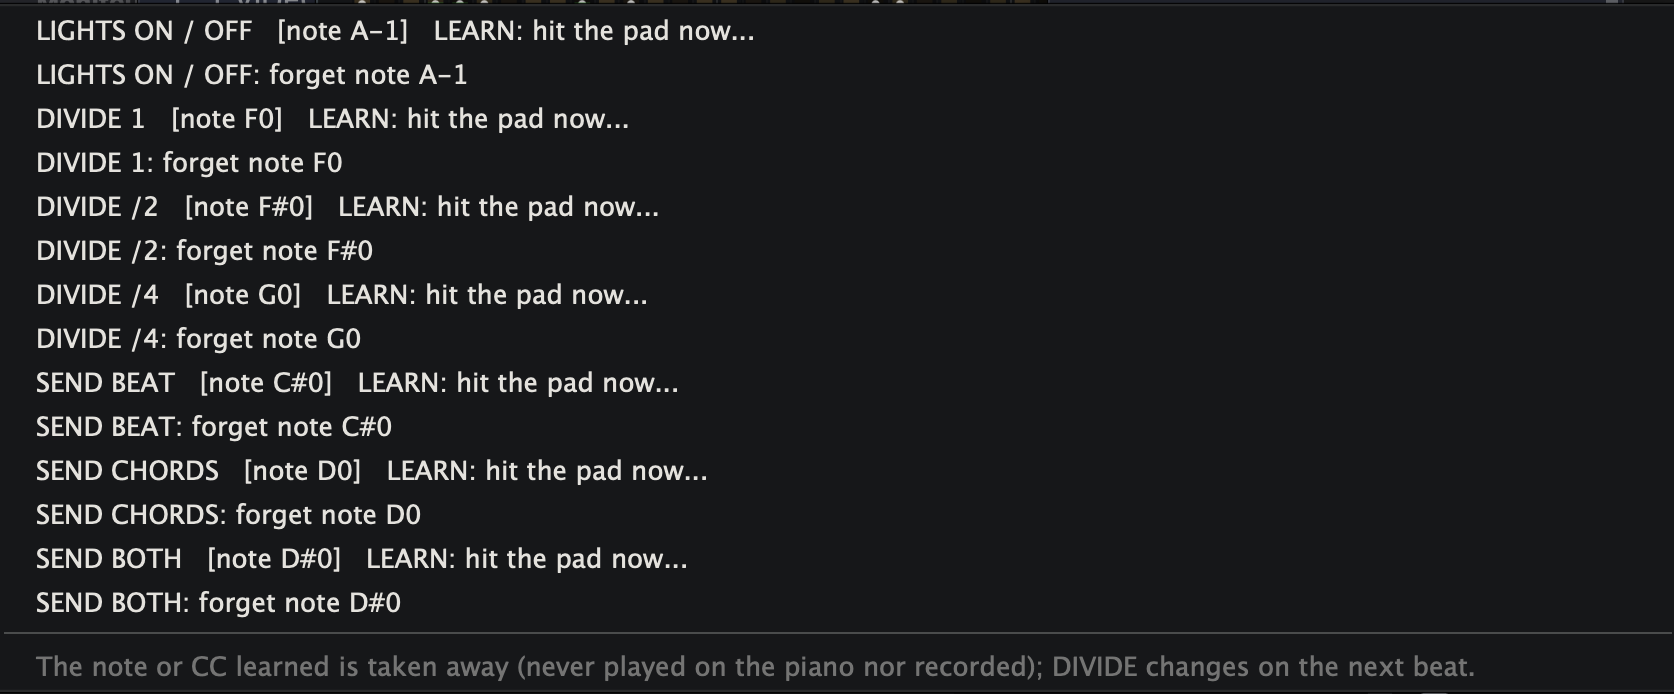 LIGHTS ON / OFF   [note A-1]   LEARN: hit the pad now...
LIGHTS ON / OFF: forget note A-1
DIVIDE 1   [note F0]   LEARN: hit the pad now...
DIVIDE 1: forget note F0
DIVIDE /2   [note F#0]   LEARN: hit the pad now...
DIVIDE /2: forget note F#0
DIVIDE /4   [note G0]   LEARN: hit the pad now...
DIVIDE /4: forget note G0
SEND BEAT   [note C#0]   LEARN: hit the pad now...
SEND BEAT: forget note C#0
SEND CHORDS   [note D0]   LEARN: hit the pad now...
SEND CHORDS: forget note D0
SEND BOTH   [note D#0]   LEARN: hit the pad now...
SEND BOTH: forget note D#0
The note or CC learned is taken away (never played on the piano nor recorded); DIVIDE changes on the next beat.